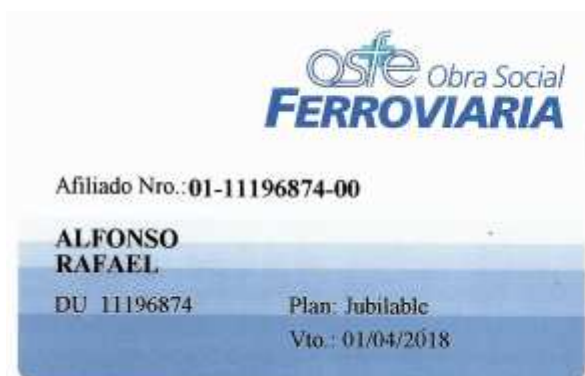 osfe Obra Social
FERROVIARIA
Afiliado Nro.:01-11196874-00
ALFONSO
RAFAEL
DU 11196874
Plan: Jubilable
Vto.: 01/04/2018